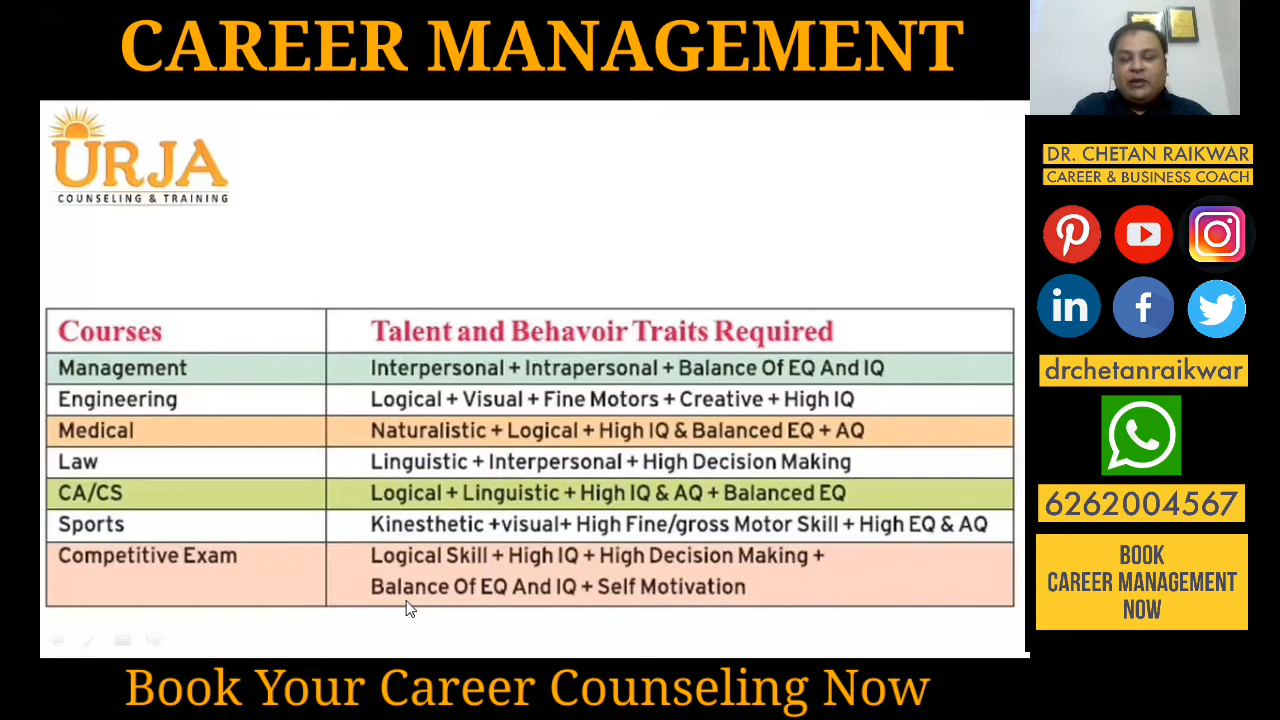 CAREER MANAGEMENT
URJA
COUNSELING & TRAINING
Courses Talent and Behavoir Traits Required
Management Interpersonal + Intrapersonal + Balance Of EQ And IQ
Engineering Logical + Visual + Fine Motors + Creative + High IQ
Medical Naturalistic + Logical + High IQ & Balanced EQ + AQ
Law Linguistic + Interpersonal + High Decision Making
CA/CS Logical + Linguistic + High IQ & AQ + Balanced EQ
Sports Kinesthetic +visual+ High Fine/gross Motor Skill + High EQ & AQ
Competitive Exam Logical Skill + High IQ + High Decision Making +
Balance Of EQ And IQ + Self Motivation
DR. CHETAN RAIKWAR
CAREER & BUSINESS COACH
drchetanraikwar
6262004567
BOOK
CAREER MANAGEMENT
NOW
Book Your Career Counseling Now